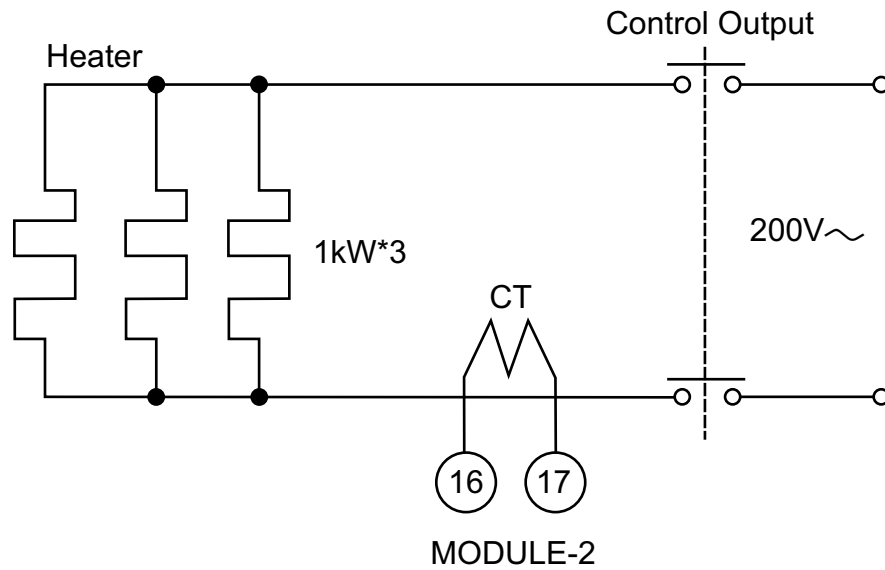 Control Output
Heater
200V～
1kW*3
CT
16 17
MODULE-2